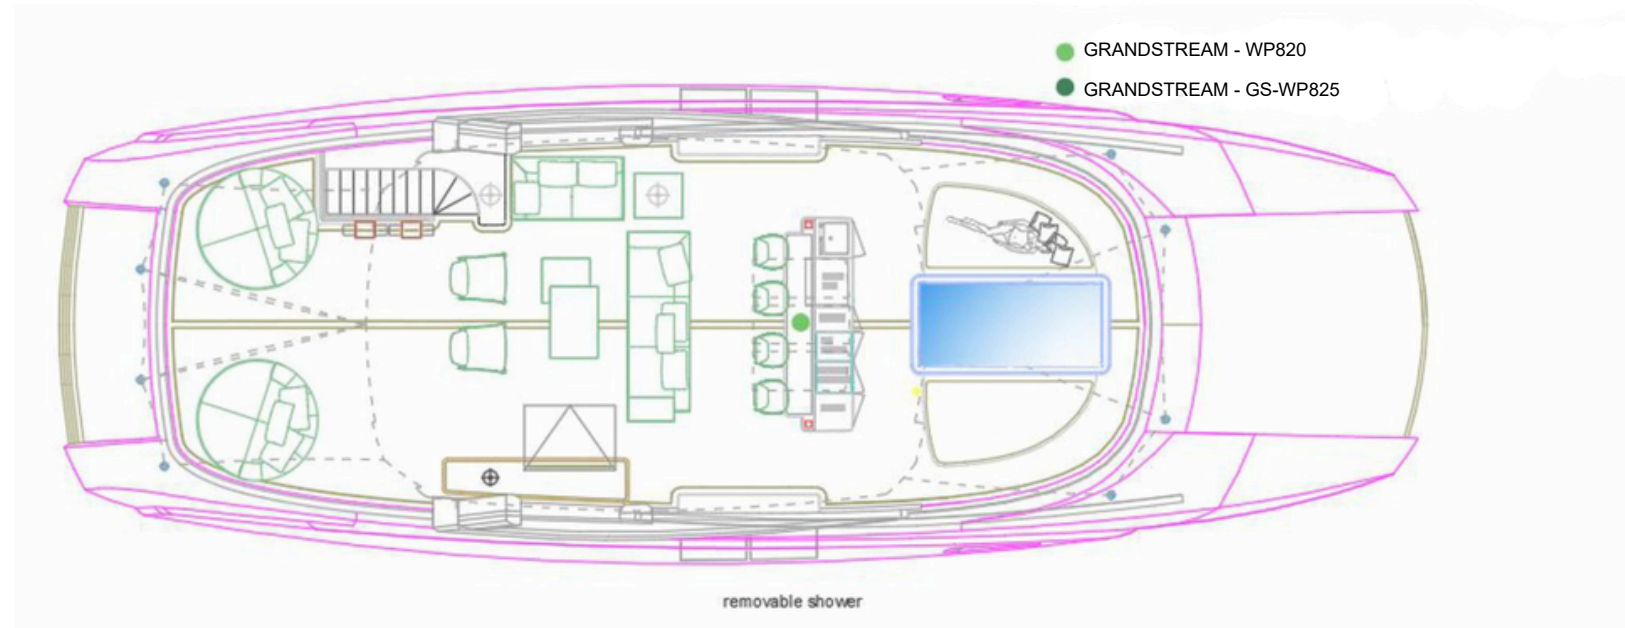 GRANDSTREAM - WP820
GRANDSTREAM - GS-WP825
removable shower